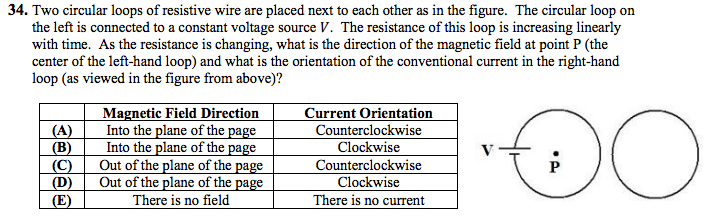 34. Two circular loops of resistive wire are placed next to each other as in the figure. The circular loop on
the left is connected to a constant voltage source V. The resistance of this loop is increasing linearly
with time. As the resistance is changing, what is the direction of the magnetic field at point P (the
center of the left-hand loop) and what is the orientation of the conventional current in the right-hand
loop (as viewed in the figure from above)?
Magnetic Field Direction Current Orientation
(A) Into the plane of the page Counterclockwise
(B) Into the plane of the page Clockwise
(C) Out of the plane of the page Counterclockwise
(D) Out of the plane of the page Clockwise
(E) There is no field There is no current
V
P